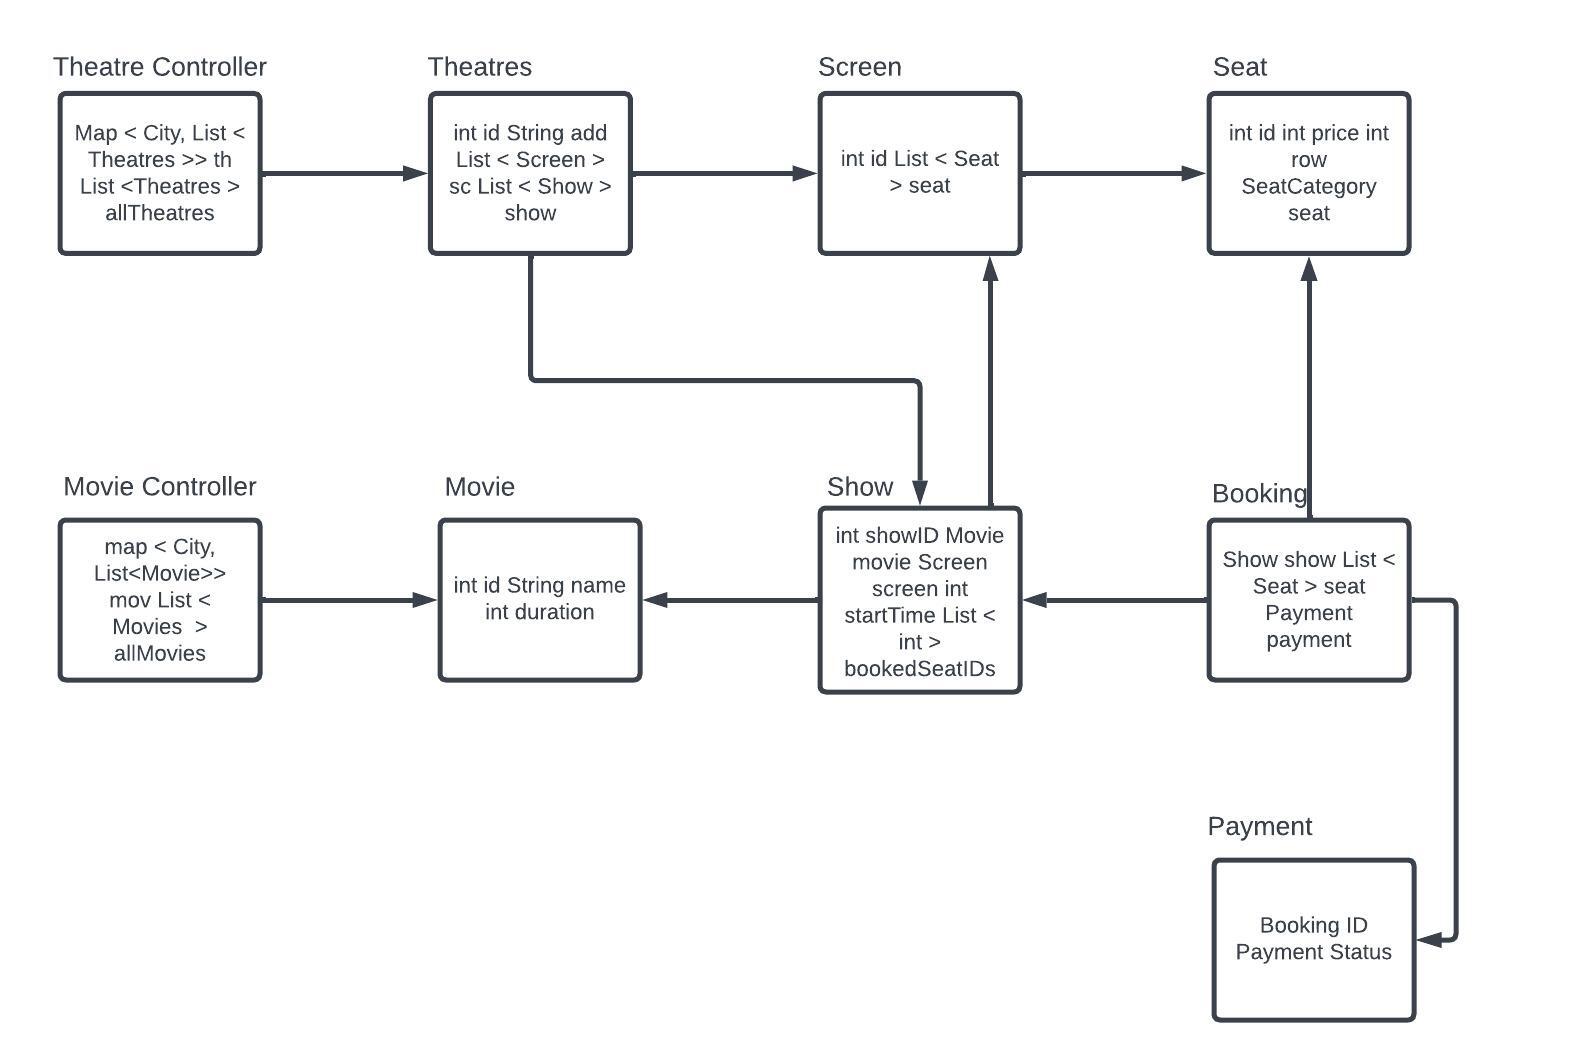 Theatre Controller
Map < City, List <
Theatres >> th
List <Theatres >
allTheatres
Theatres
int id String add
List < Screen >
sc List < Show >
show
Screen
int id List < Seat
> seat
Seat
int id int price int
row
SeatCategory
seat
Movie Controller
map < City,
List<Movie>>
mov List <
Movies  >
allMovies
Movie
int id String name
int duration
Show
int showID Movie
movie Screen
screen int
startTime List <
int >
bookedSeatIDs
Booking
Show show List <
Seat > seat
Payment
payment
Payment
Booking ID
Payment Status